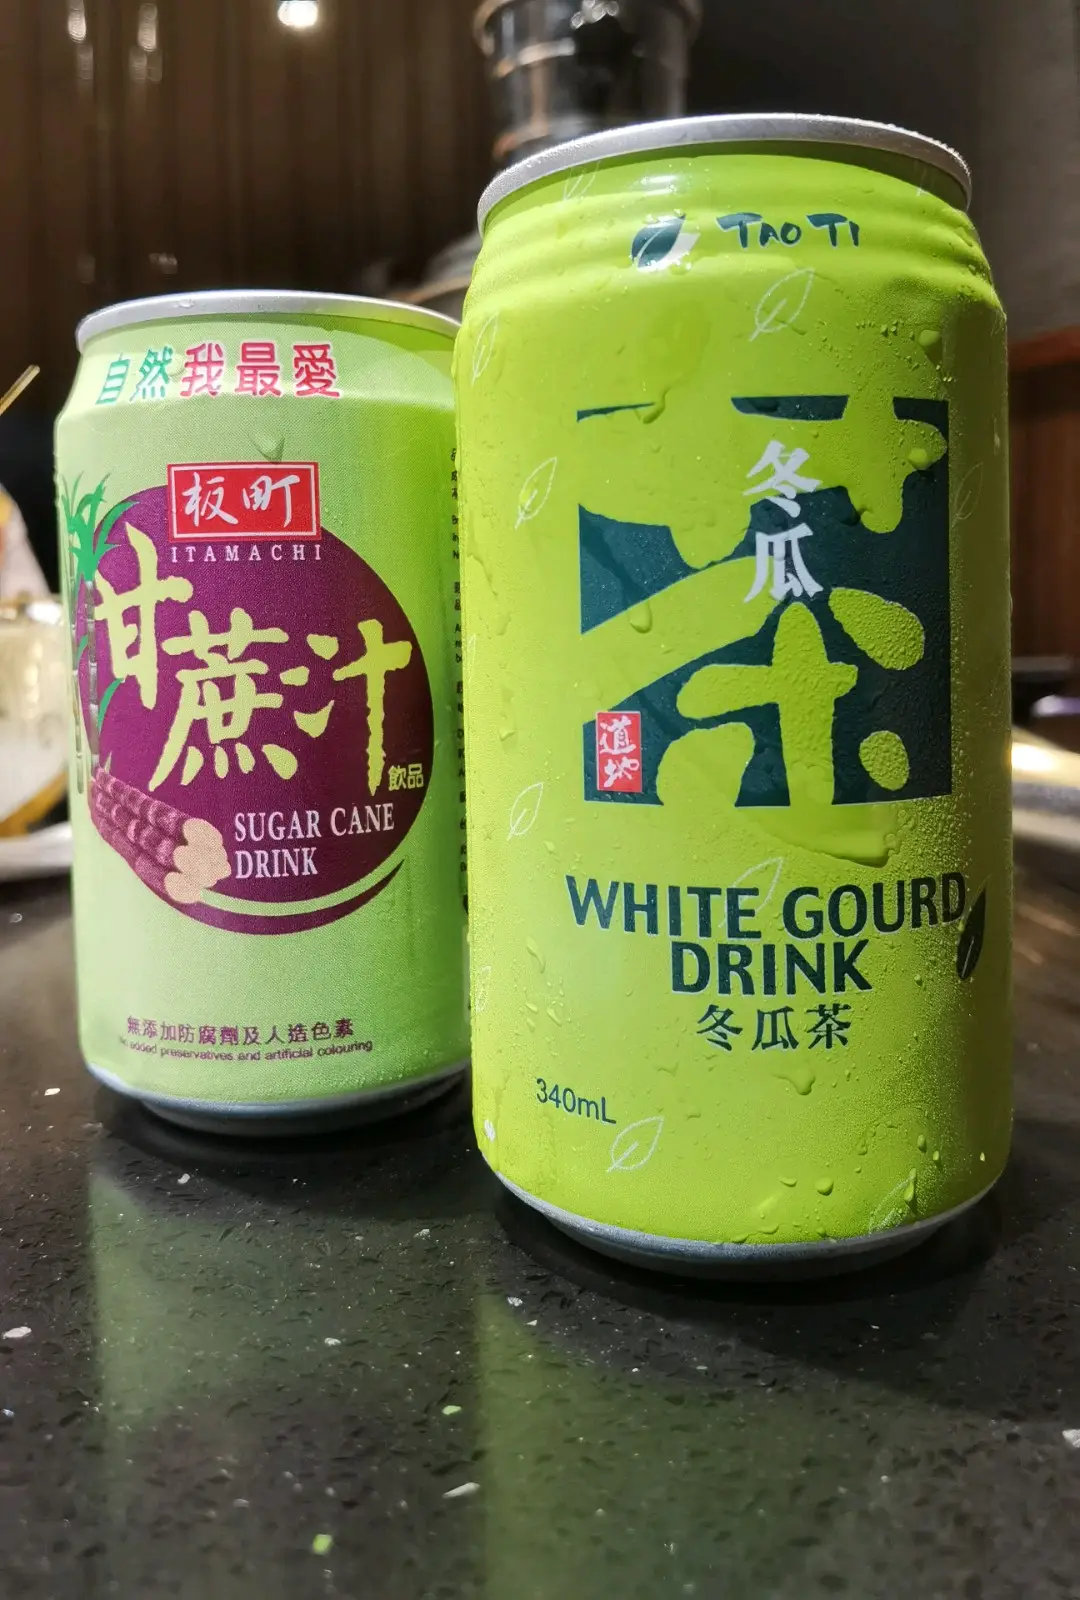 自然我最愛
板町
ITAMACHI
甘蔗汁
飲品
SUGAR CANE
DRINK
無添加防腐劑及人造色素
No added preservatives and artificial colouring
TAO TI
茶
冬瓜
道地
WHITE GOURD
DRINK
冬瓜茶
340mL